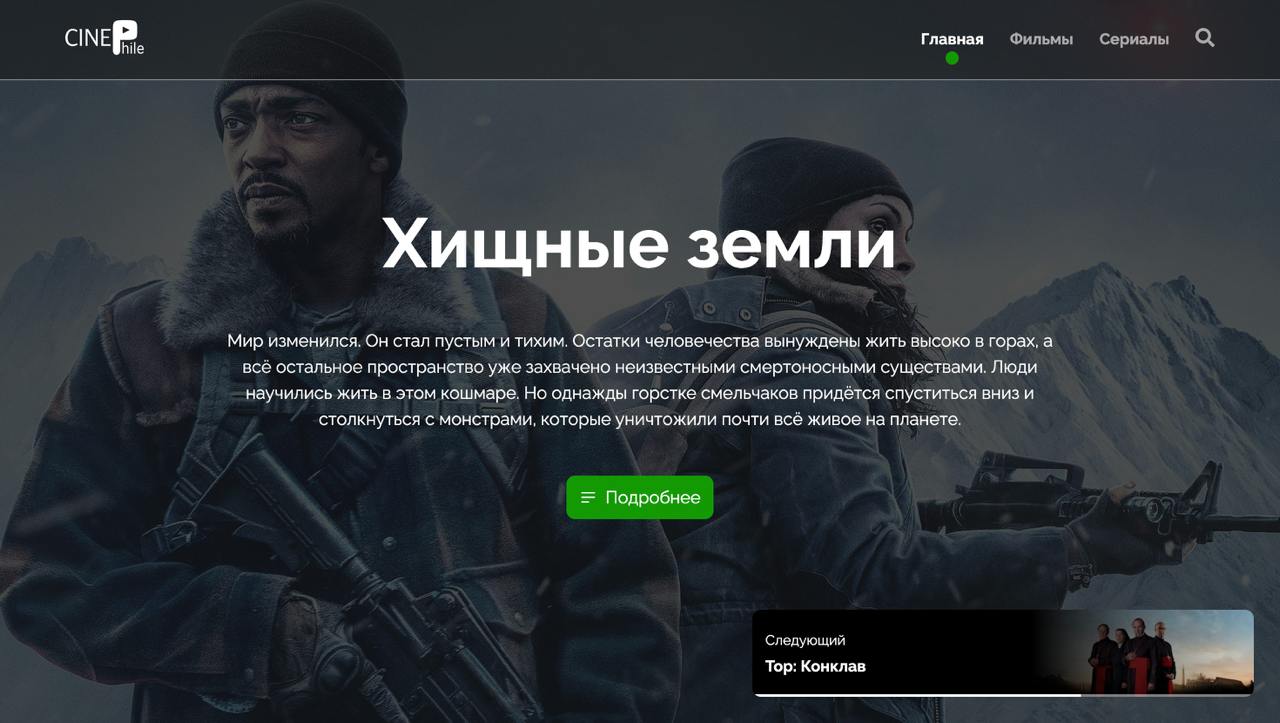 CINEPhile
Главная
Фильмы
Сериалы
Хищные земли
Мир изменился. Он стал пустым и тихим. Остатки человечества вынуждены жить высоко в горах, а
всё остальное пространство уже захвачено неизвестными смертоносными существами. Люди
научились жить в этом кошмаре. Но однажды горстке смельчаков придётся спуститься вниз и
столкнуться с монстрами, которые уничтожили почти всё живое на планете.
Подробнее
Следующий
Тор: Конклав